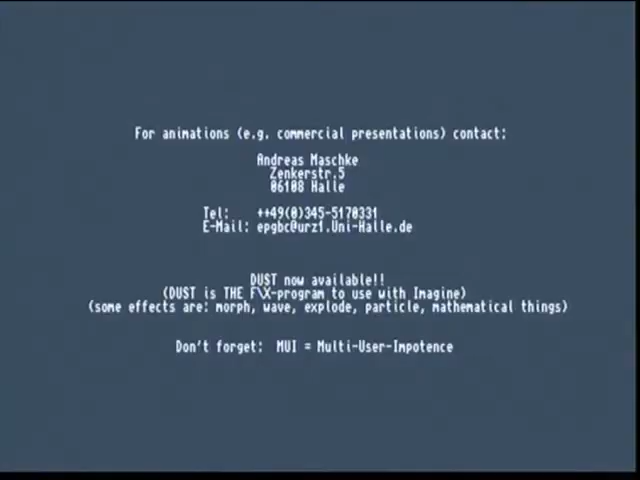 For animations (e.g. commercial presentations) contact:
Andreas Maschke
Zenkerstr.5
06108 Halle
Tel: ++49(0)345-5170331
E-Mail: epgbc@urz1.Uni-Halle.de
DUST now available!!
(DUST is THE F\X-program to use with Imagine)
(some effects are: morph, wave, explode, particle, mathematical things)
Don't forget: MUI = Multi-User-Impotence